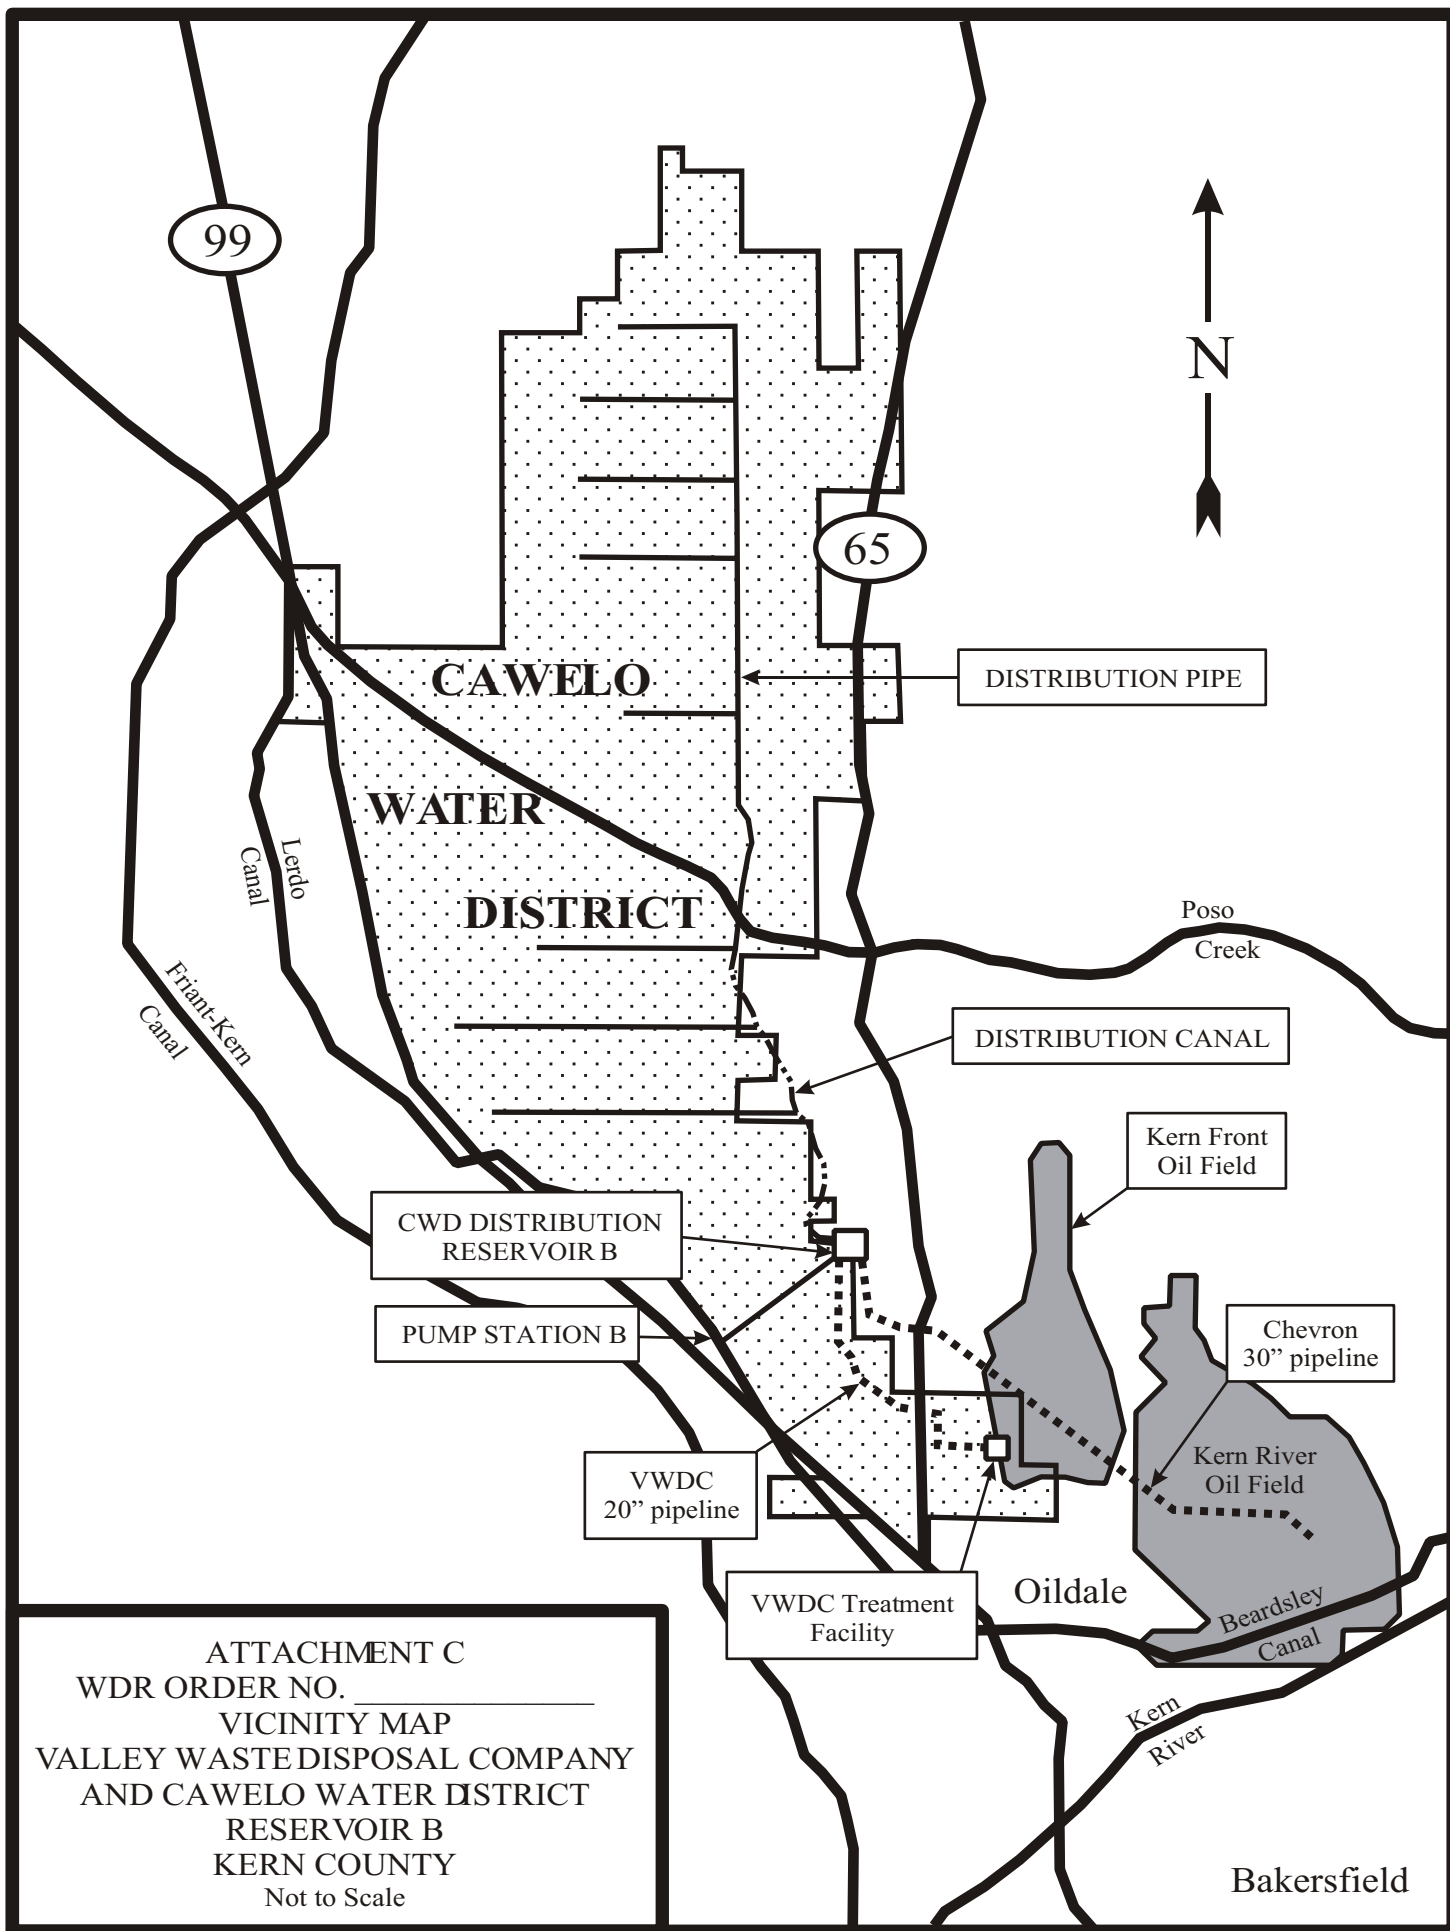 99
N
65
CAWELO
DISTRIBUTION PIPE
WATER
Lerdo
Canal
DISTRICT
Poso
Creek
Friant-Kern
Canal
DISTRIBUTION CANAL
Kern Front
Oil Field
CWD DISTRIBUTION
RESERVOIR B
PUMP STATION B
Chevron
30” pipeline
Kern River
Oil Field
VWDC
20” pipeline
VWDC Treatment
Facility
Oildale
Beardsley
Canal
Kern
River
Bakersfield
ATTACHMENT C
WDR ORDER NO. _______________
VICINITY MAP
VALLEY WASTE DISPOSAL COMPANY
AND CAWELO WATER DISTRICT
RESERVOIR B
KERN COUNTY
Not to Scale